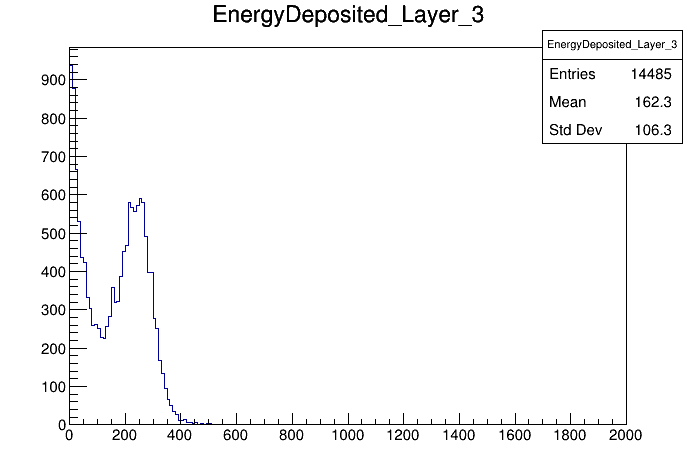 EnergyDeposited_Layer_3
EnergyDeposited_Layer_3
Entries 14485
Mean 162.3
Std Dev 106.3
900
800
700
600
500
400
300
200
100
0
0 200 400 600 800 1000 1200 1400 1600 1800 2000